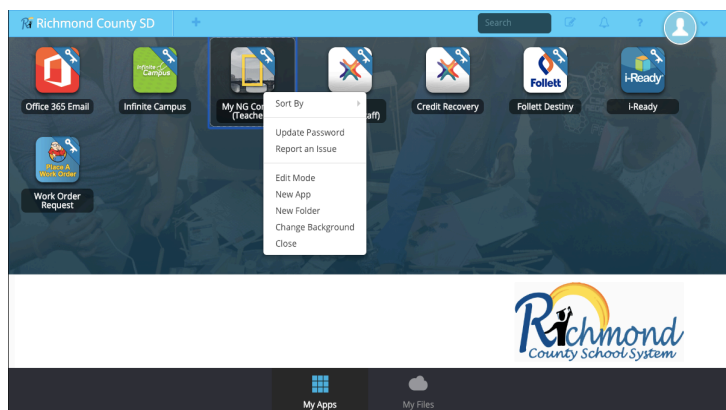 Richmond County SD
Search
?
Infinite
Campus
Follett
i-Ready
Office 365 Email
Infinite Campus
My NG Con
(Teache
aff)
Credit Recovery
Follett Destiny
i-Ready
Sort By
Update Password
Report an Issue
Edit Mode
New App
New Folder
Change Background
Close
Place A
Work Order
Work Order
Request
Richmond
County School System
My Apps
My Files